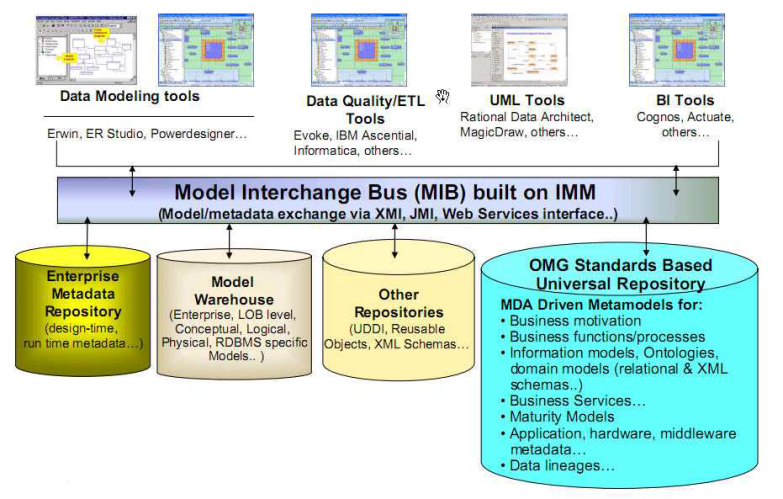 Data Modeling tools
Erwin, ER Studio, Powerdesigner…
Data Quality/ETL
Tools
Evoke, IBM Ascential,
Informatica, others…
UML Tools
Rational Data Architect,
MagicDraw, others…
BI Tools
Cognos, Actuate,
others…
Model Interchange Bus (MIB) built on IMM
(Model/metadata exchange via XMI, JMI, Web Services interface..)
Enterprise
Metadata
Repository
(design-time,
run time metadata…)
Model
Warehouse
(Enterprise, LOB level,
Conceptual, Logical,
Physical, RDBMS specific
Models.. )
Other
Repositories
(UDDI, Reusable
Objects, XML Schemas…
OMG Standards Based
Universal Repository
MDA Driven Metamodels for:
• Business motivation
• Business functions/processes
• Information models, Ontologies,
domain models (relational & XML
schemas..)
• Business Services…
• Maturity Models
• Application, hardware, middleware
metadata…
• Data lineages…